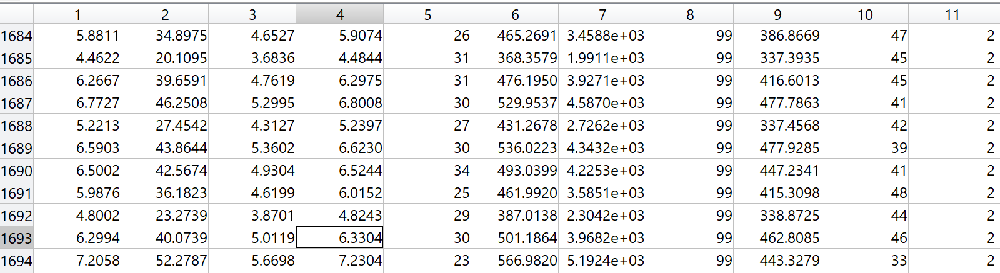 1 2 3 4 5 6 7 8 9 10 11
1684 5.8811 34.8975 4.6527 5.9074 26 465.2691 3.4588e+03 99 386.8669 47 2
1685 4.4622 20.1095 3.6836 4.4844 31 368.3579 1.9911e+03 99 337.3935 45 2
1686 6.2667 39.6591 4.7619 6.2975 31 476.1950 3.9271e+03 99 416.6013 45 2
1687 6.7727 46.2508 5.2995 6.8008 30 529.9537 4.5870e+03 99 477.7863 41 2
1688 5.2213 27.4542 4.3127 5.2397 27 431.2678 2.7262e+03 99 337.4568 42 2
1689 6.5903 43.8644 5.3602 6.6230 30 536.0223 4.3432e+03 99 477.9285 39 2
1690 6.5002 42.5674 4.9304 6.5244 34 493.0399 4.2253e+03 99 447.2341 41 2
1691 5.9876 36.1823 4.6199 6.0152 25 461.9920 3.5851e+03 99 415.3098 48 2
1692 4.8002 23.2739 3.8701 4.8243 29 387.0138 2.3042e+03 99 338.8725 44 2
1693 6.2994 40.0739 5.0119 6.3304 30 501.1864 3.9682e+03 99 462.8085 46 2
1694 7.2058 52.2787 5.6698 7.2304 23 566.9820 5.1924e+03 99 443.3279 33 2